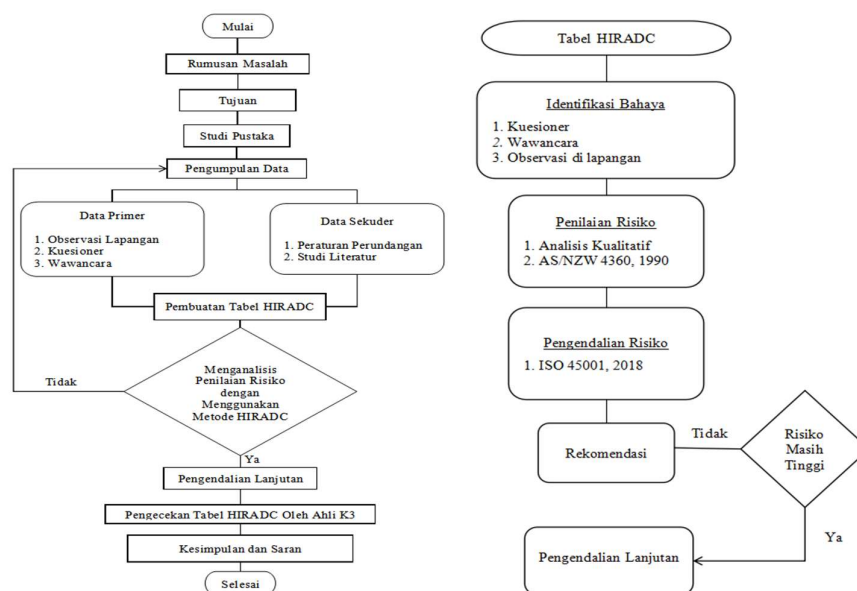 Mulai
Rumusan Masalah
Tujuan
Studi Pustaka
Pengumpulan Data
Data Primer
1. Observasi Lapangan
2. Kuesioner
3. Wawancara
Data Sekuder
1. Peraturan Perundangan
2. Studi Literatur
Pembuatan Tabel HIRADC
Menganalisis
Penilaian Risiko
dengan
Menggunakan
Metode HIRADC
Tidak
Ya
Pengendalian Lanjutan
Pengecekan Tabel HIRADC Oleh Ahli K3
Kesimpulan dan Saran
Selesai
Tabel HIRADC
Identifikasi Bahaya
1. Kuesioner
2. Wawancara
3. Observasi di lapangan
Penilaian Risiko
1. Analisis Kualitatif
2. AS/NZW 4360, 1990
Pengendalian Risiko
1. ISO 45001, 2018
Rekomendasi
Tidak
Risiko
Masih
Tinggi
Ya
Pengendalian Lanjutan